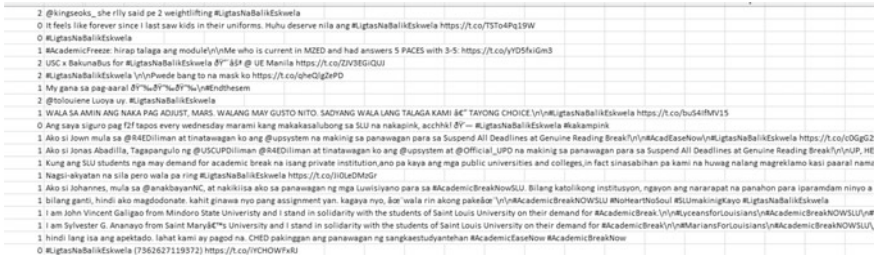 2 @kingseoks_ she rlly said pe 2 weightlifting #LigtasNaBalikEskwela
0 It feels like forever since I last saw kids in their uniforms. Huhu deserve nila ang #LigtasNaBalikEskwela https://t.co/TSTo4Pq19W
0 #LigtasNaBalikEskwela
1 #AcademicFreeze: hirap talaga ang module\n\nMe who is current in MZED and had answers 5 PACES with 3-5: https://t.co/yYD5fxiGm3
2 USC x BakunaBus for #LigtasNaBalikEskwela @ UE Manila https://t.co/ZJV3EGiQUJ
2 #LigtasNaBalikEskwela \n\nPwede bang to na mask ko https://t.co/qheQlgZePD
1 My gana sa pag-aaral \n#Endthesem
2 @tolouiene Luoya uy. #LigtasNaBalikEskwela
1 WALA SA AMIN ANG NAKA PAG ADJUST, MARS. WALANG MAY GUSTO NITO. SADYANG WALA LANG TALAGA KAMI â€” TAYONG CHOICE.\n\n#LigtasNaBalikEskwela https://t.co/buS4IfMV15
0 Ang saya siguro pag f2f tapos every wednesday marami kang makakasalubong sa SLU na nakapink, acchhk! #LigtasNaBalikEskwela #kakampink
1 Ako si Jown mula sa @R4EDiliman at tinatawagan ko ang @upsystem na makinig sa panawagan para sa Suspend All Deadlines at Genuine Reading Break!\n\n#AcadEaseNow\n#LigtasNaBalikEskwela https://t.co/c0GgG2
1 Ako si Jonas Abadilla, Tagapangulo ng @USCUPDiliman @R4EDiliman at tinatawagan ko ang @upsystem at @Official_UPD na makinig sa panawagan para sa Suspend All Deadlines at Genuine Reading Break!\n\nUP, HE
1 Kung ang SLU students nga may demand for academic break na isang private institution,ano pa kaya ang mga public universities and colleges,in fact sinasabihan pa kami na huwag nalang magreklamo kasi paaral nama
1 Nagsi-akyatan na sila pero wala pa ring #LigtasNaBalikEskwela https://t.co/Ji0LeDMzGr
1 Ako si Johannes, mula sa @anakbayanNC, at nakikiisa ako sa panawagan ng mga Luwisiyano para sa #AcademicBreakNowSLU. Bilang katolikong institusyon, ngayon ang nararapat na panahon para iparamdam ninyo a
1 bilang ganti, hindi ako magdodonate. kahit ginawa nyo pang assignment yan. kagaya nyo, âœ¨wala rin akong pakeâœ¨\n\n#AcademicBreakNOWSLU #NoHeartNoSoul #SLUmakinigKayo #LigtasNaBalikEskwela
1 I am John Vincent Galigao from Mindoro State Univeristy and I stand in solidarity with the students of Saint Louis University on their demand for #AcademicBreak.\n\n#LyceansforLouisians\n#AcademicBreakNOWSLU\n#
1 I am Sylvester G. Ananayo from Saint Maryâ€™s University and I stand in solidarity with the students of Saint Louis University on their demand for #AcademicBreak!\n\n#MariansForLouisians\n#AcademicBreakNOWSLU\
1 hindi lang isa ang apektado. lahat kami ay pagod na. CHED pakinggan ang panawagan ng sangkaestudyantehan #AcademicEaseNow #AcademicBreakNow
0 #LigtasNaBalikEskwela (7362627119372) https://t.co/iYCHOWFxRJ